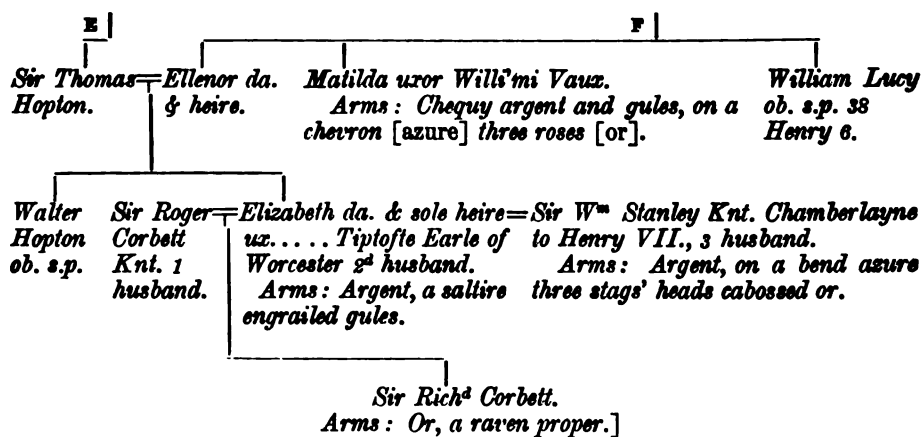 E F
Sir Thomas Ellenor da. Matilda uxor Willi'mi Vaux. William Lucy
Hopton. & heire. Arms: Chequy argent and gules, on a ob. s.p. 38
chevron [azure] three roses [or]. Henry 6.
Walter Sir Roger Elizabeth da. & sole heire = Sir Wᵐ Stanley Knt. Chamberlayne
Hopton Corbett ux..... Tiptofte Earle of to Henry VII., 3 husband.
ob. s.p. Knt. 1 Worcester 2ᵈ husband. Arms: Argent, on a bend azure
husband. Arms: Argent, a saltire three stags' heads cabossed or.
engrailed gules.
Sir Richᵈ Corbett.
Arms: Or, a raven proper.]